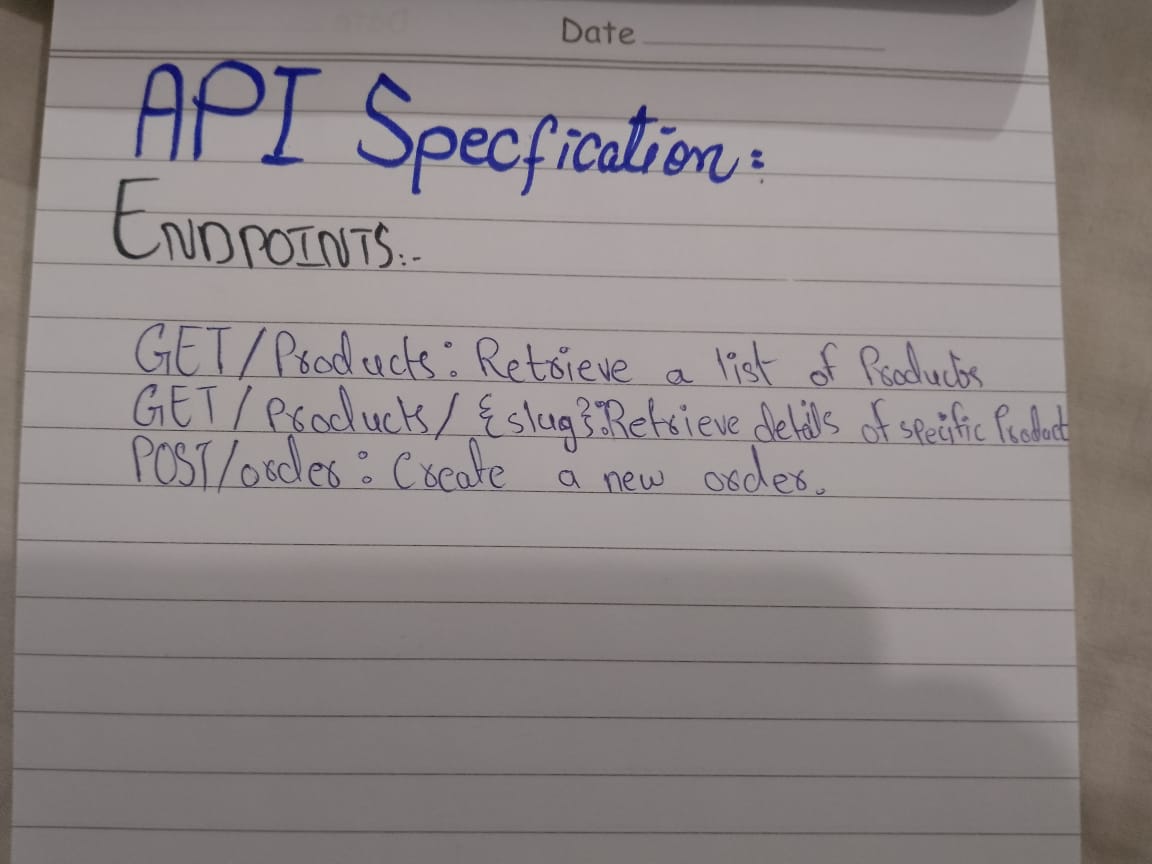 Date
API Specfication:
ENDPOINTS:-
GET/Products: Retrieve a list of Products
GET/Products/{slug}:Retrieve details of specific Product
POST/order: Create a new order.